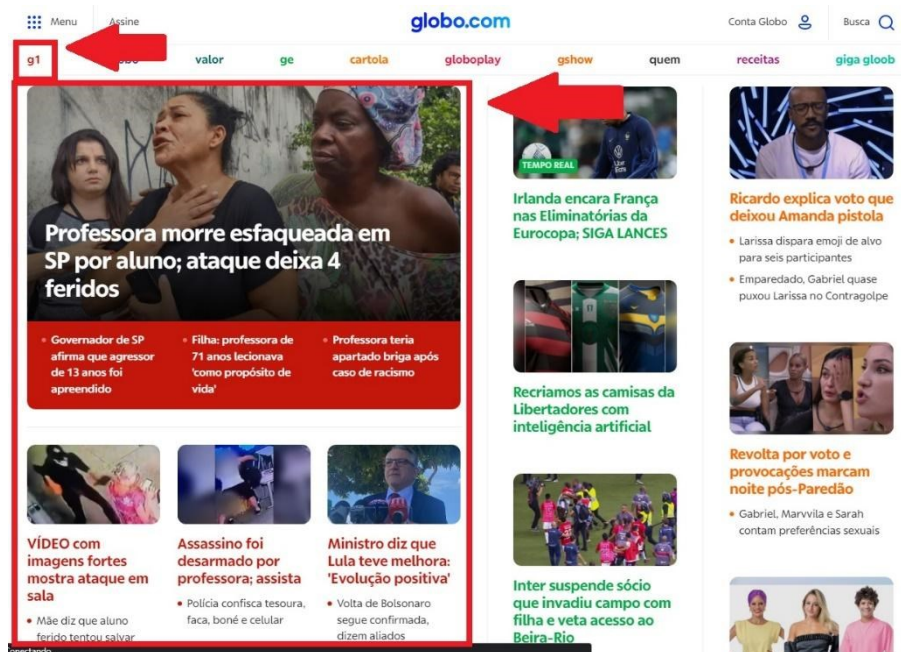 Menu
Assine
globo.com
Conta Globo
Busca
g1
valor
ge
cartola
globoplay
gshow
quem
receitas
giga gloob
Professora morre esfaqueada em
SP por aluno; ataque deixa 4
feridos
Governador de SP
afirma que agressor
de 13 anos foi
apreendido
Filha: professora de
71 anos lecionava
'como propósito de
vida'
Professora teria
apartado briga após
caso de racismo
VÍDEO com
imagens fortes
mostra ataque em
sala
Mãe diz que aluno
ferido tentou salvar
Assassino foi
desarmado por
professora; assista
Polícia confisca tesoura,
faca, boné e celular
Ministro diz que
Lula teve melhora:
'Evolução positiva'
Volta de Bolsonaro
segue confirmada,
dizem aliados
TEMPO REAL
Irlanda encara França
nas Eliminatórias da
Eurocopa; SIGA LANCES
Recriamos as camisas da
Libertadores com
inteligência artificial
Inter suspende sócio
que invadiu campo com
filha e veta acesso ao
Beira-Rio
Ricardo explica voto que
deixou Amanda pistola
Larissa dispara emoji de alvo
para seis participantes
Emparedado, Gabriel quase
puxou Larissa no Contragolpe
Revolta por voto e
provocações marcam
noite pós-Paredão
Gabriel, Marvvila e Sarah
contam preferências sexuais